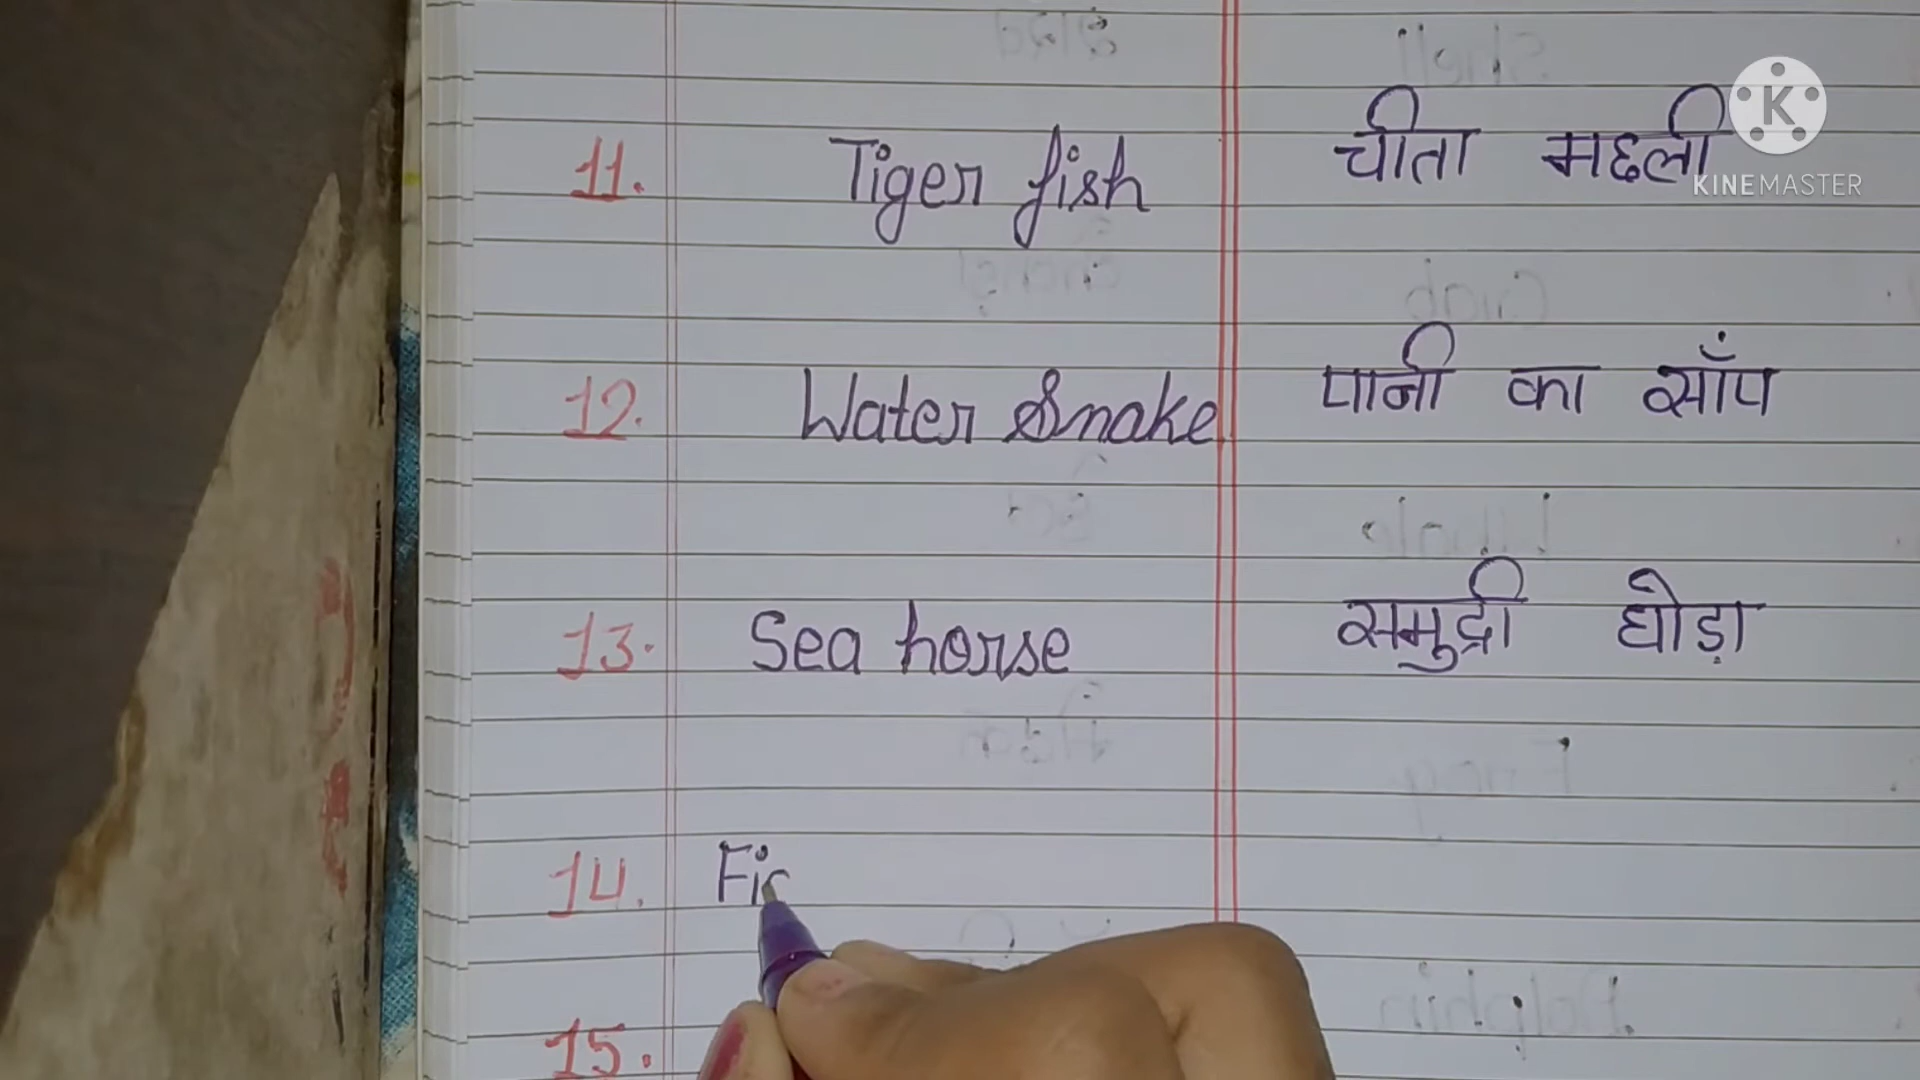 11. Tiger fish चीता मछली
KINEMASTER
12. Water Snake पानी का साँप
13. Sea horse समुद्री घोड़ा
14. Fi
15.